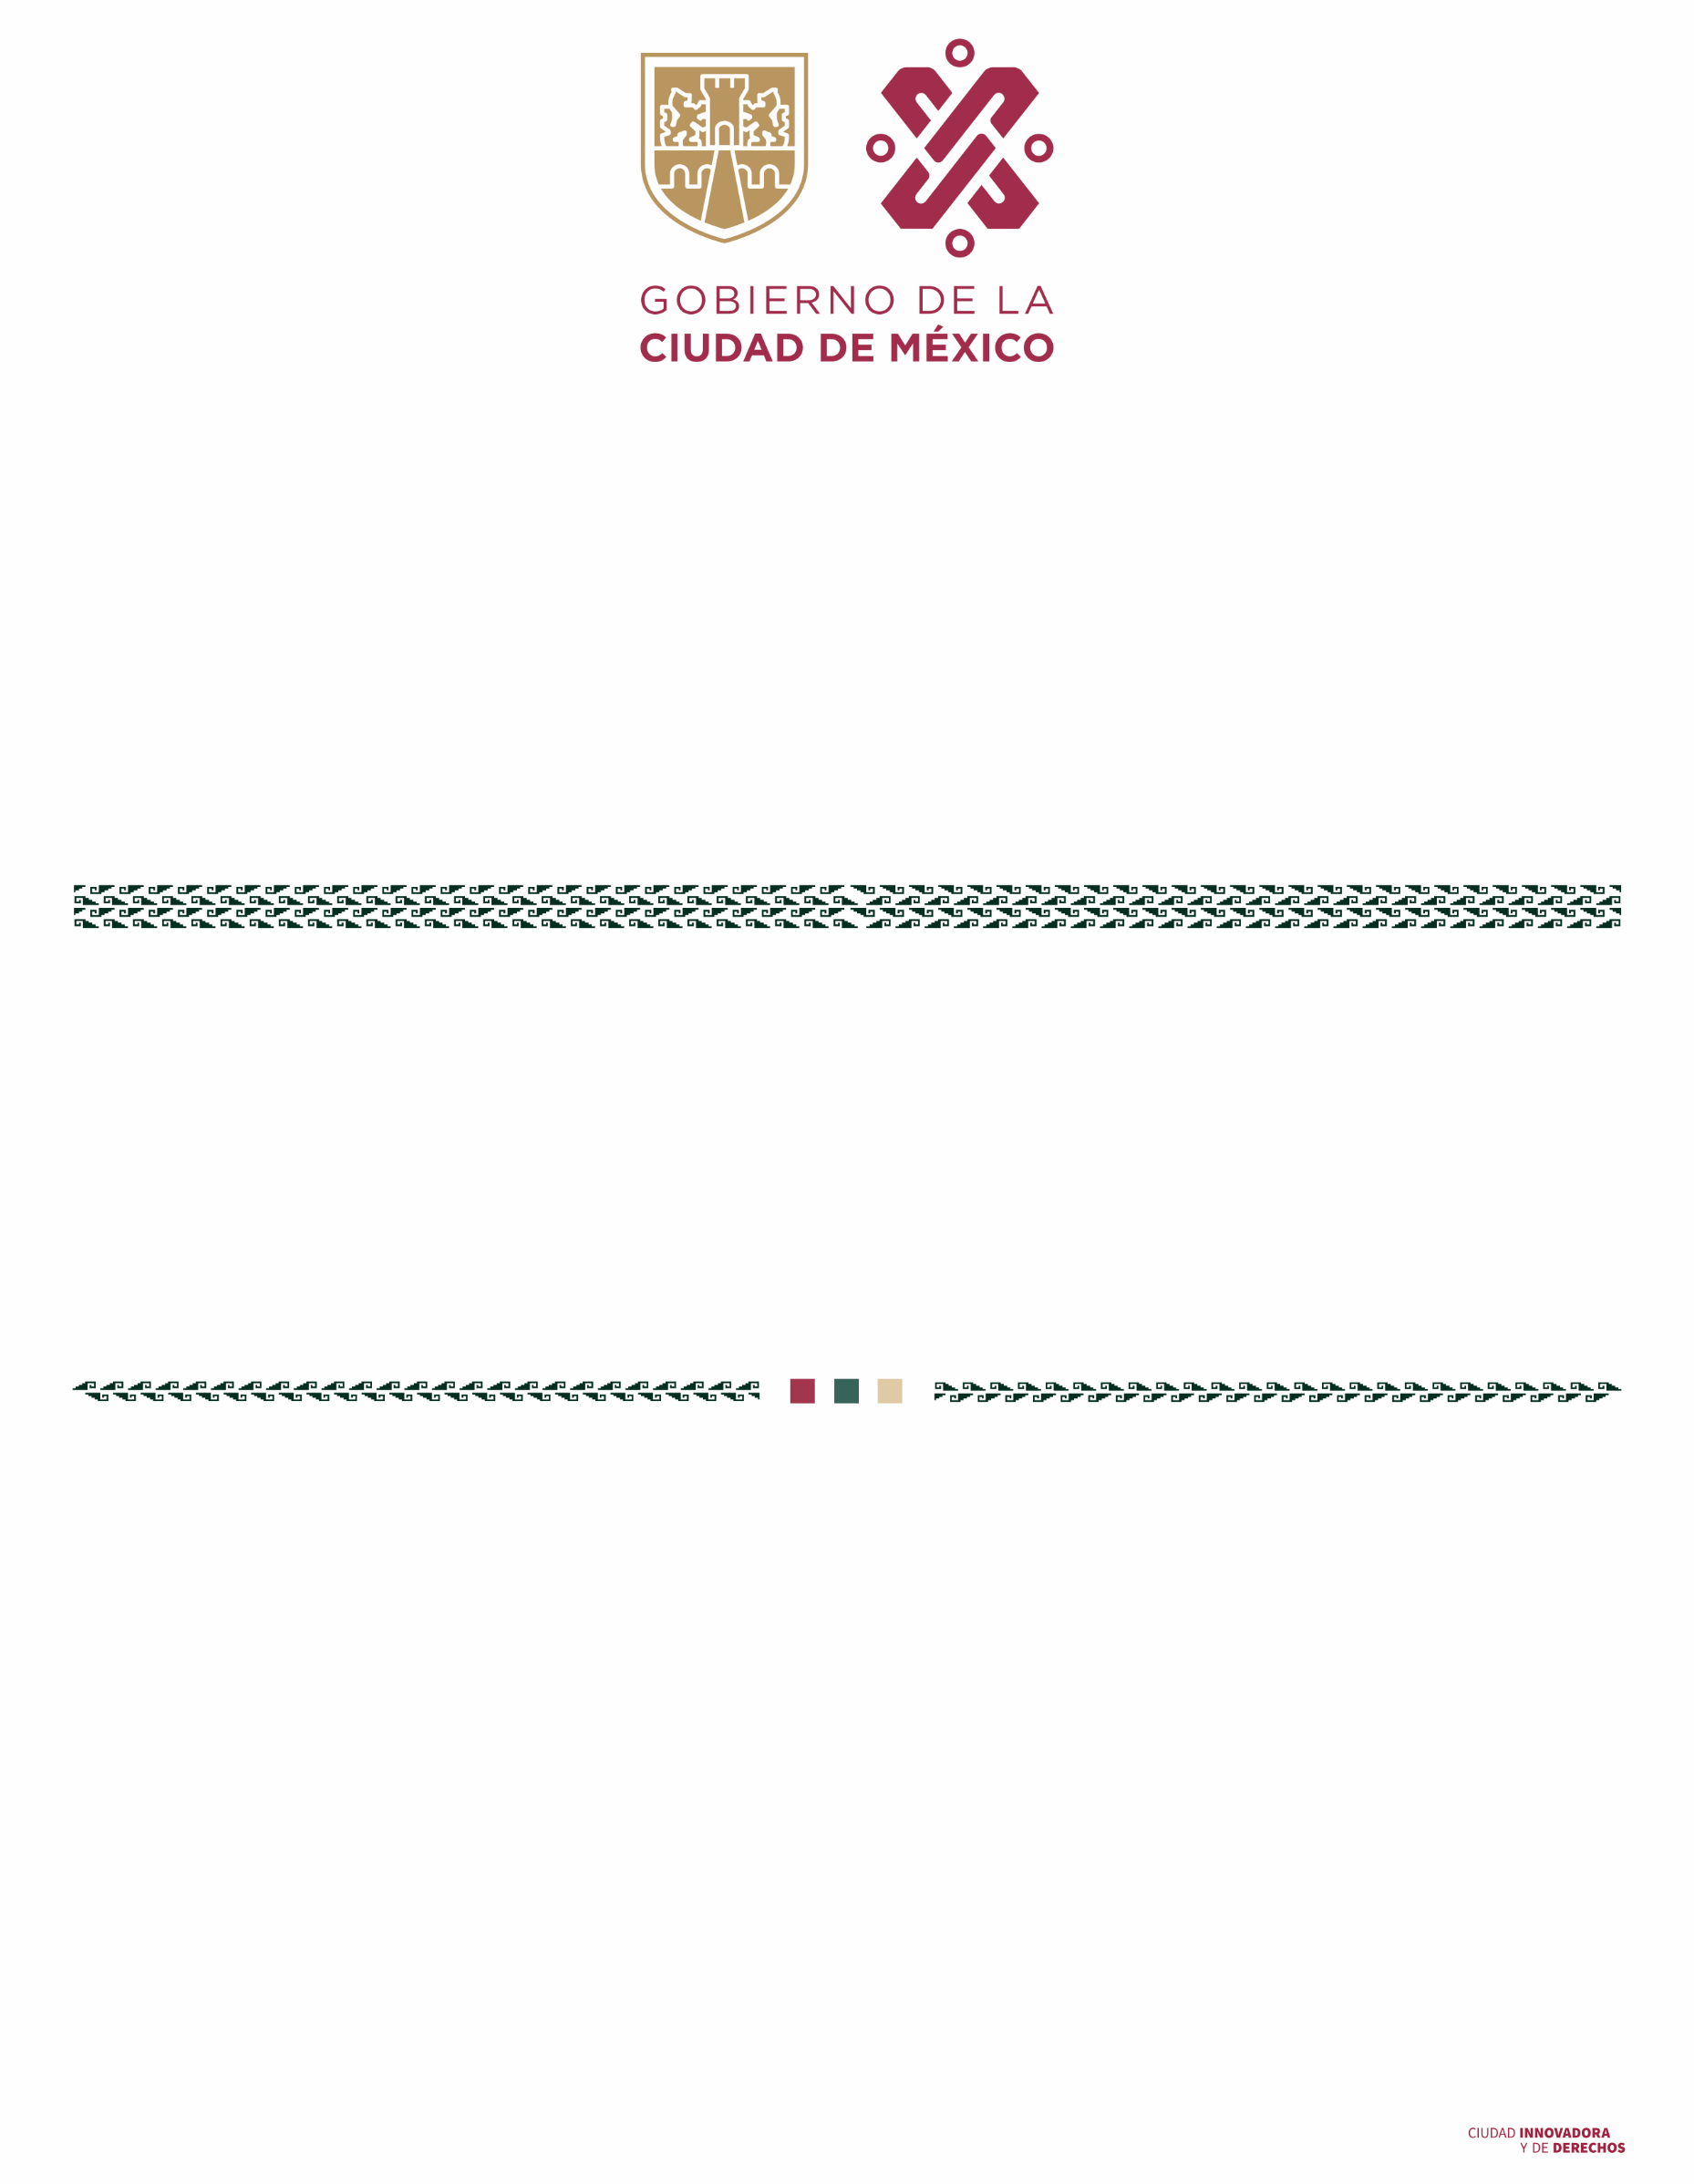 GOBIERNO DE LA
CIUDAD DE MÉXICO
CIUDAD INNOVADORA
Y DE DERECHOS